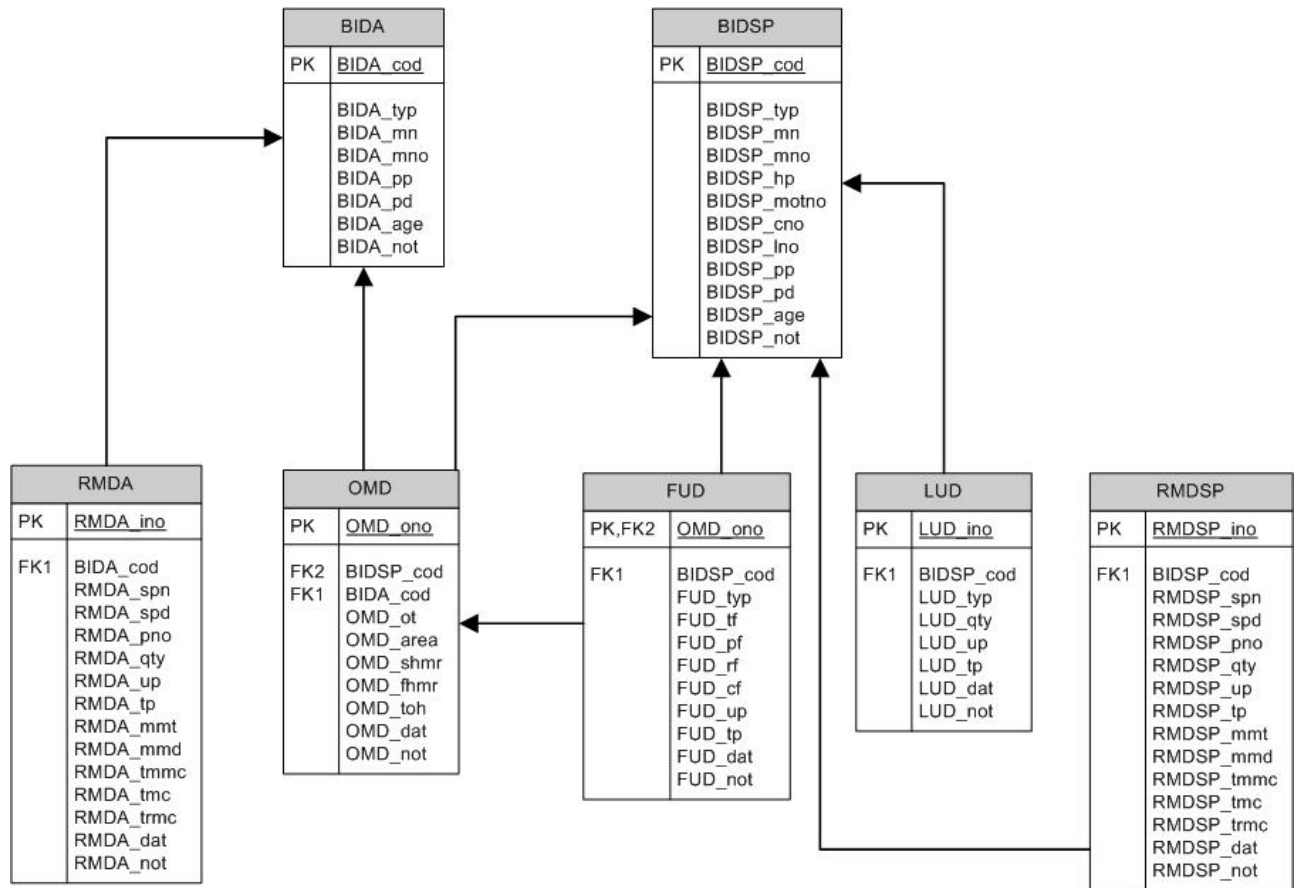 BIDA
PK BIDA_cod
BIDA_typ
BIDA_mn
BIDA_mno
BIDA_pp
BIDA_pd
BIDA_age
BIDA_not
BIDSP
PK BIDSP_cod
BIDSP_typ
BIDSP_mn
BIDSP_mno
BIDSP_hp
BIDSP_motno
BIDSP_cno
BIDSP_lno
BIDSP_pp
BIDSP_pd
BIDSP_age
BIDSP_not
RMDA
PK RMDA_ino
FK1 BIDA_cod
RMDA_spn
RMDA_spd
RMDA_pno
RMDA_qty
RMDA_up
RMDA_tp
RMDA_mmt
RMDA_mmd
RMDA_tmmc
RMDA_tmc
RMDA_trmc
RMDA_dat
RMDA_not
OMD
PK OMD_ono
FK2 BIDSP_cod
FK1 BIDA_cod
OMD_ot
OMD_area
OMD_shmr
OMD_fhmr
OMD_toh
OMD_dat
OMD_not
FUD
PK,FK2 OMD_ono
FK1 BIDSP_cod
FUD_typ
FUD_tf
FUD_pf
FUD_rf
FUD_cf
FUD_up
FUD_tp
FUD_dat
FUD_not
LUD
PK LUD_ino
FK1 BIDSP_cod
LUD_typ
LUD_qty
LUD_up
LUD_tp
LUD_dat
LUD_not
RMDSP
PK RMDSP_ino
FK1 BIDSP_cod
RMDSP_spn
RMDSP_spd
RMDSP_pno
RMDSP_qty
RMDSP_up
RMDSP_tp
RMDSP_mmt
RMDSP_mmd
RMDSP_tmmc
RMDSP_tmc
RMDSP_trmc
RMDSP_dat
RMDSP_not